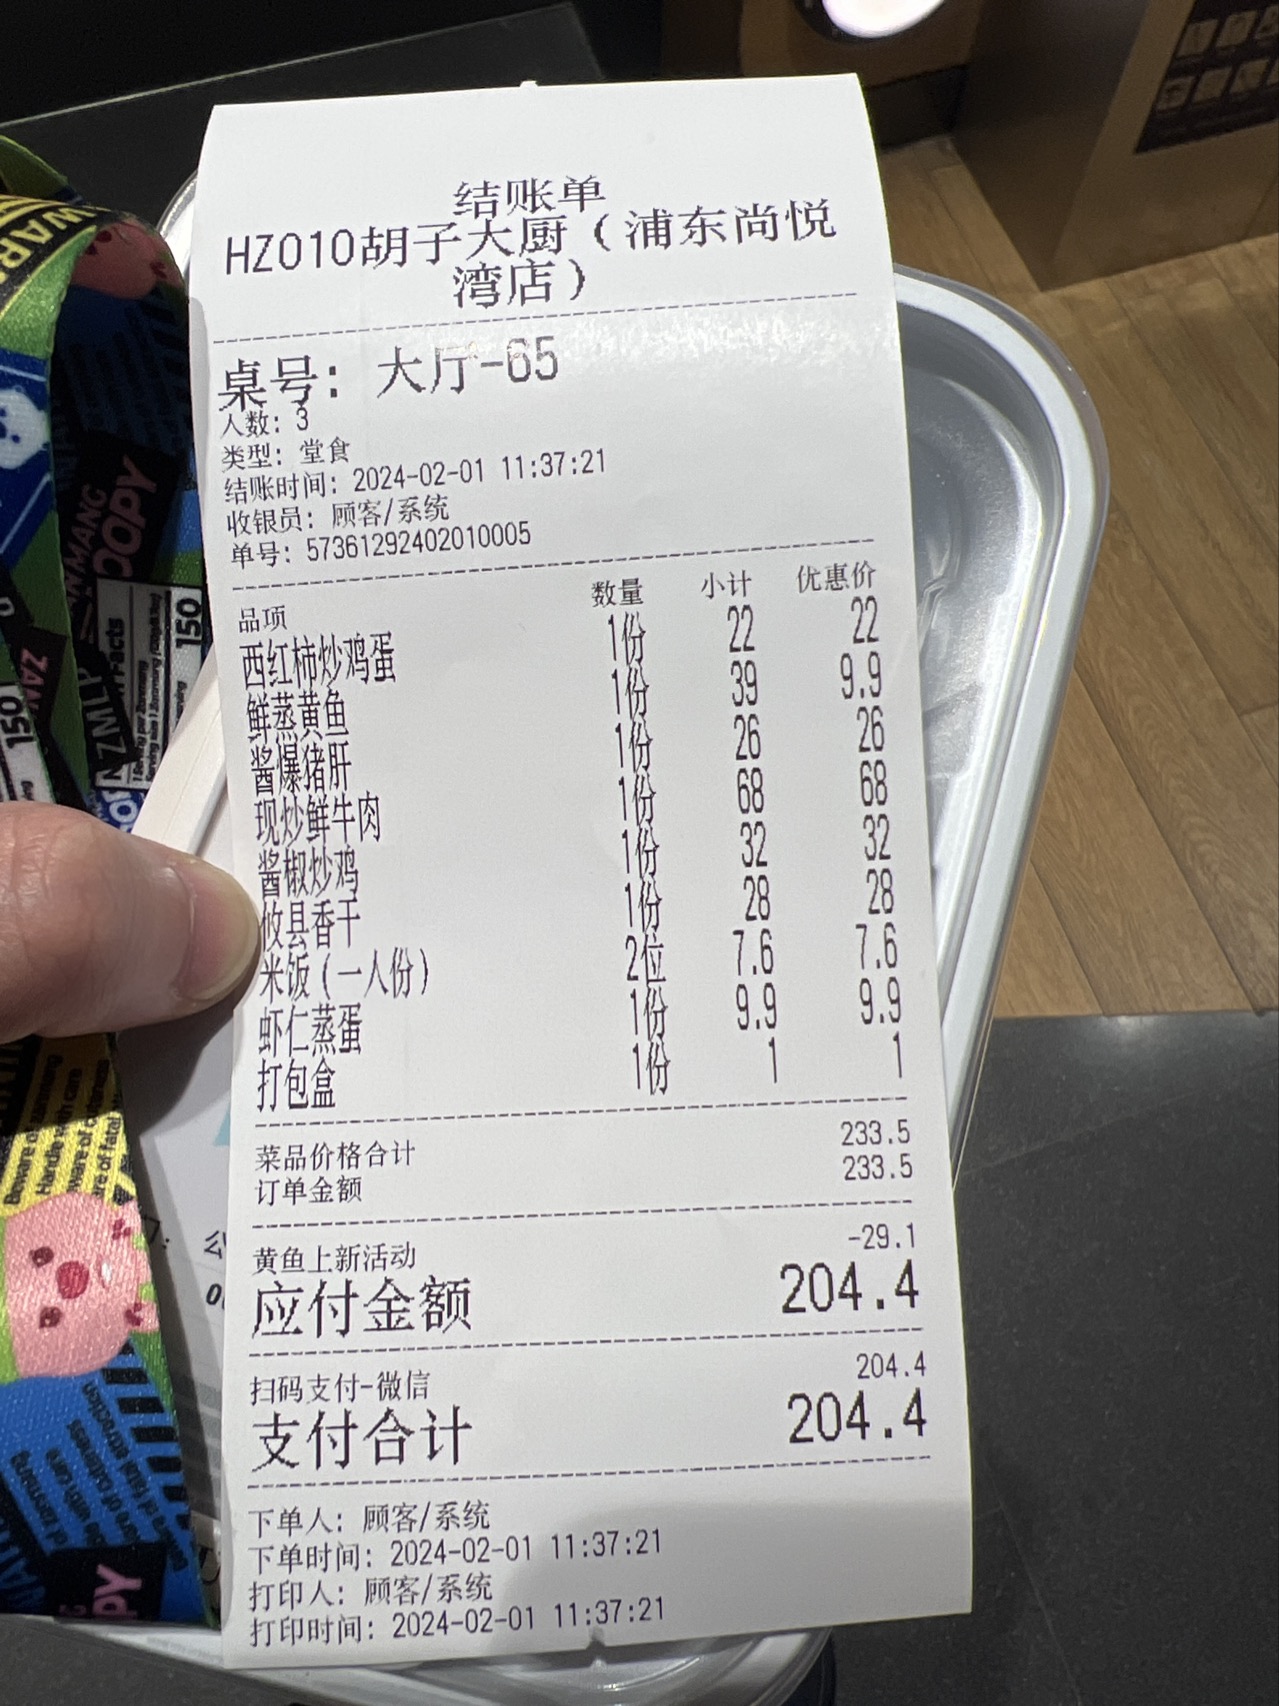 结账单
HZ010胡子大厨（浦东尚悦
湾店）
桌号：大厅-65
人数：3
类型：堂食
结账时间：2024-02-01 11:37:21
收银员：顾客/系统
单号：57361292402010005
品项 数量 小计 优惠价
西红柿炒鸡蛋 1份 22 22
鲜蒸黄鱼 1份 39 9.9
酱爆猪肝 1份 26 26
现炒鲜牛肉 1份 68 68
酱椒炒鸡 1份 32 32
攸县香干 1份 28 28
米饭（一人份） 2位 7.6 7.6
虾仁蒸蛋 1份 9.9 9.9
打包盒 1份 1 1
菜品价格合计 233.5
订单金额 233.5
黄鱼上新活动 -29.1
应付金额 204.4
扫码支付-微信 204.4
支付合计 204.4
下单人：顾客/系统
下单时间：2024-02-01 11:37:21
打印人：顾客/系统
打印时间：2024-02-01 11:37:21
WAR
ZANMANG
LOOPY
NZMLP
150
150
OOPY